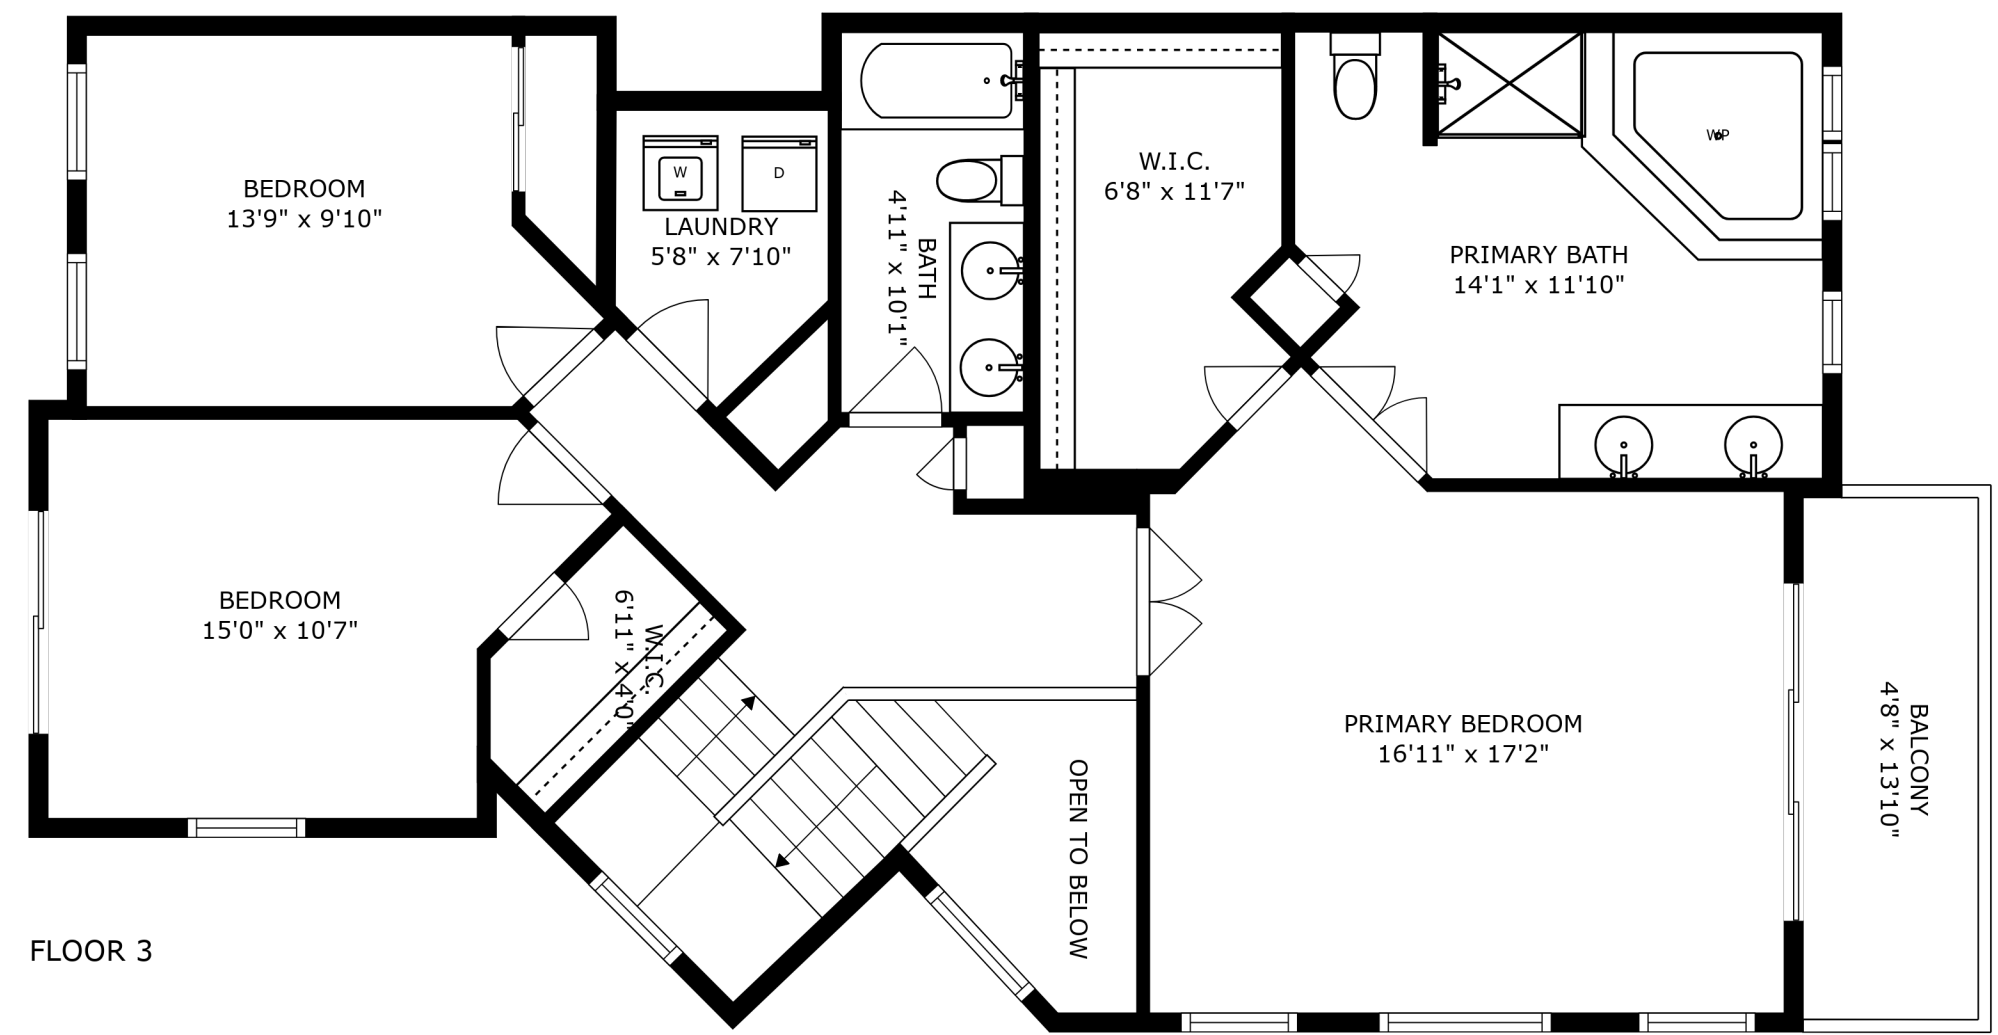 BEDROOM
13'9" x 9'10"
W
D
LAUNDRY
5'8" x 7'10"
BATH
4'11" x 10'1"
W.I.C.
6'8" x 11'7"
WP
PRIMARY BATH
14'1" x 11'10"
BEDROOM
15'0" x 10'7"
W.I.C.
6'11" x 4'0"
PRIMARY BEDROOM
16'11" x 17'2"
BALCONY
4'8" x 13'10"
OPEN TO BELOW
FLOOR 3